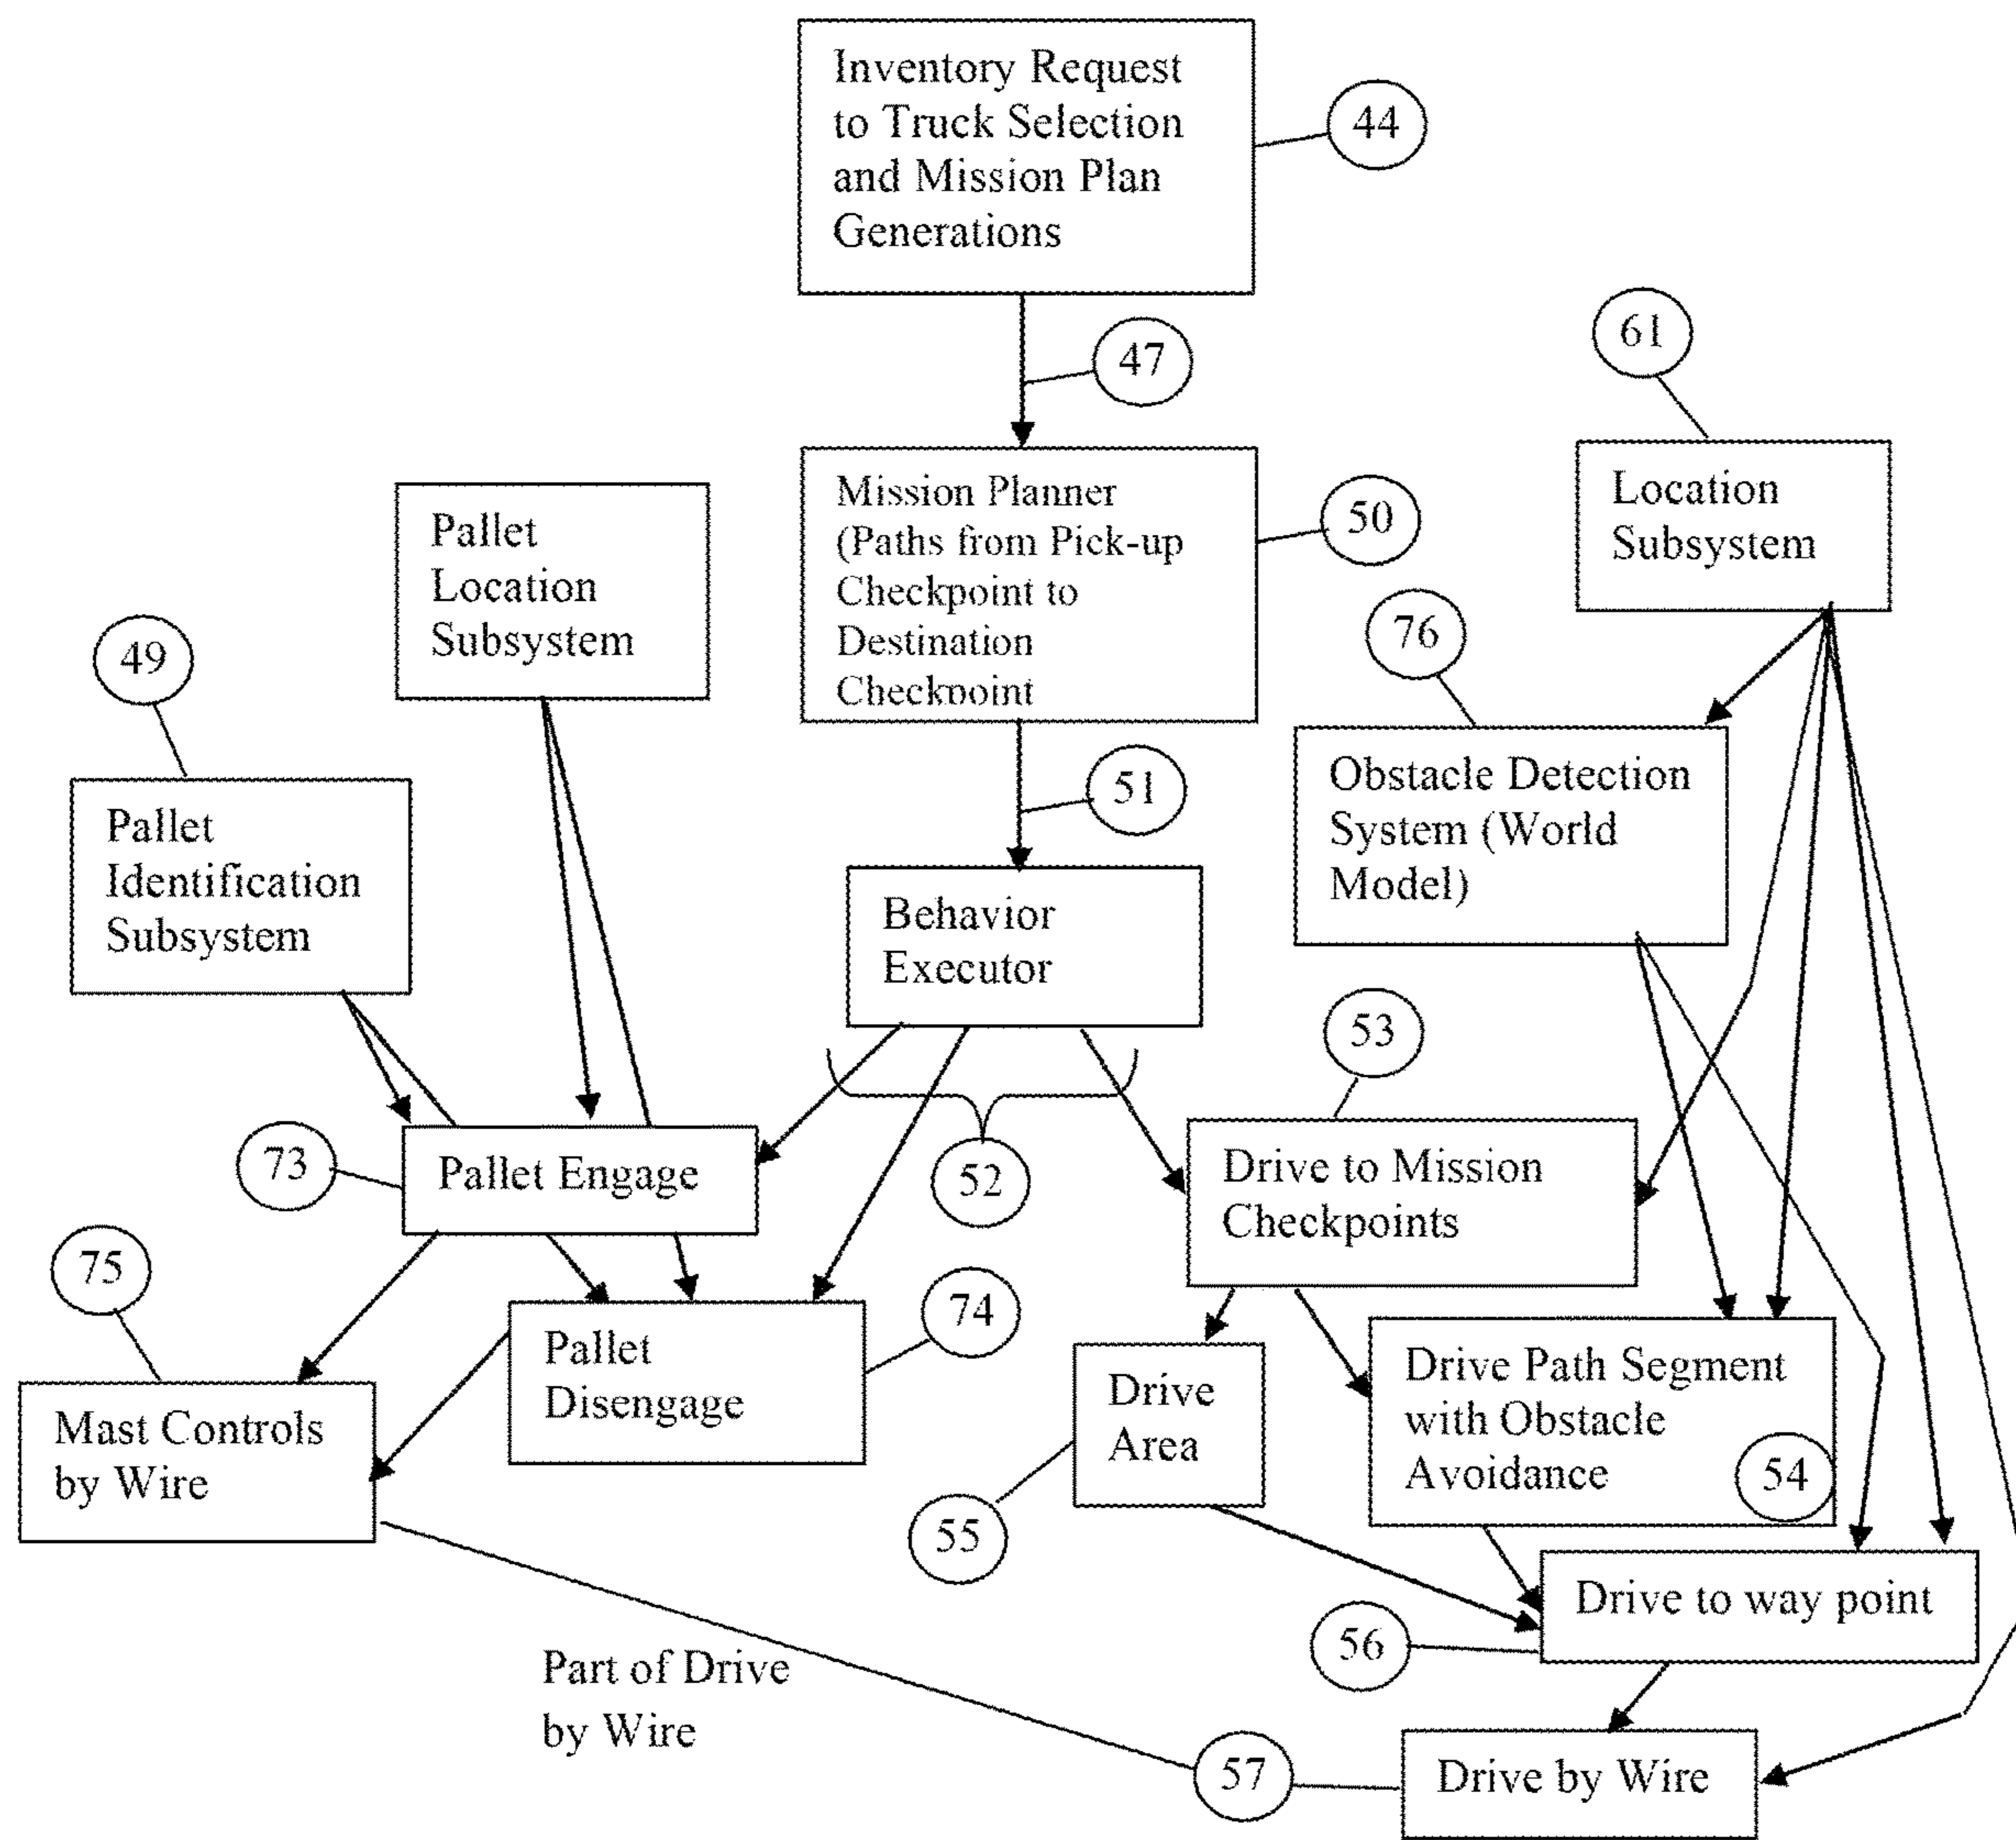 Inventory Request
to Truck Selection
and Mission Plan
Generations
44
47
61
Mission Planner
(Paths from Pick-up
Checkpoint to
Destination
Checkpoint
50
Location
Subsystem
Pallet
Location
Subsystem
49
76
Pallet
Identification
Subsystem
51
Obstacle Detection
System (World
Model)
Behavior
Executor
53
52
73
Pallet Engage
Drive to Mission
Checkpoints
75
74
Pallet
Disengage
Drive
Area
Drive Path Segment
with Obstacle
Avoidance
54
Mast Controls
by Wire
55
Drive to way point
56
Part of Drive
by Wire
57
Drive by Wire